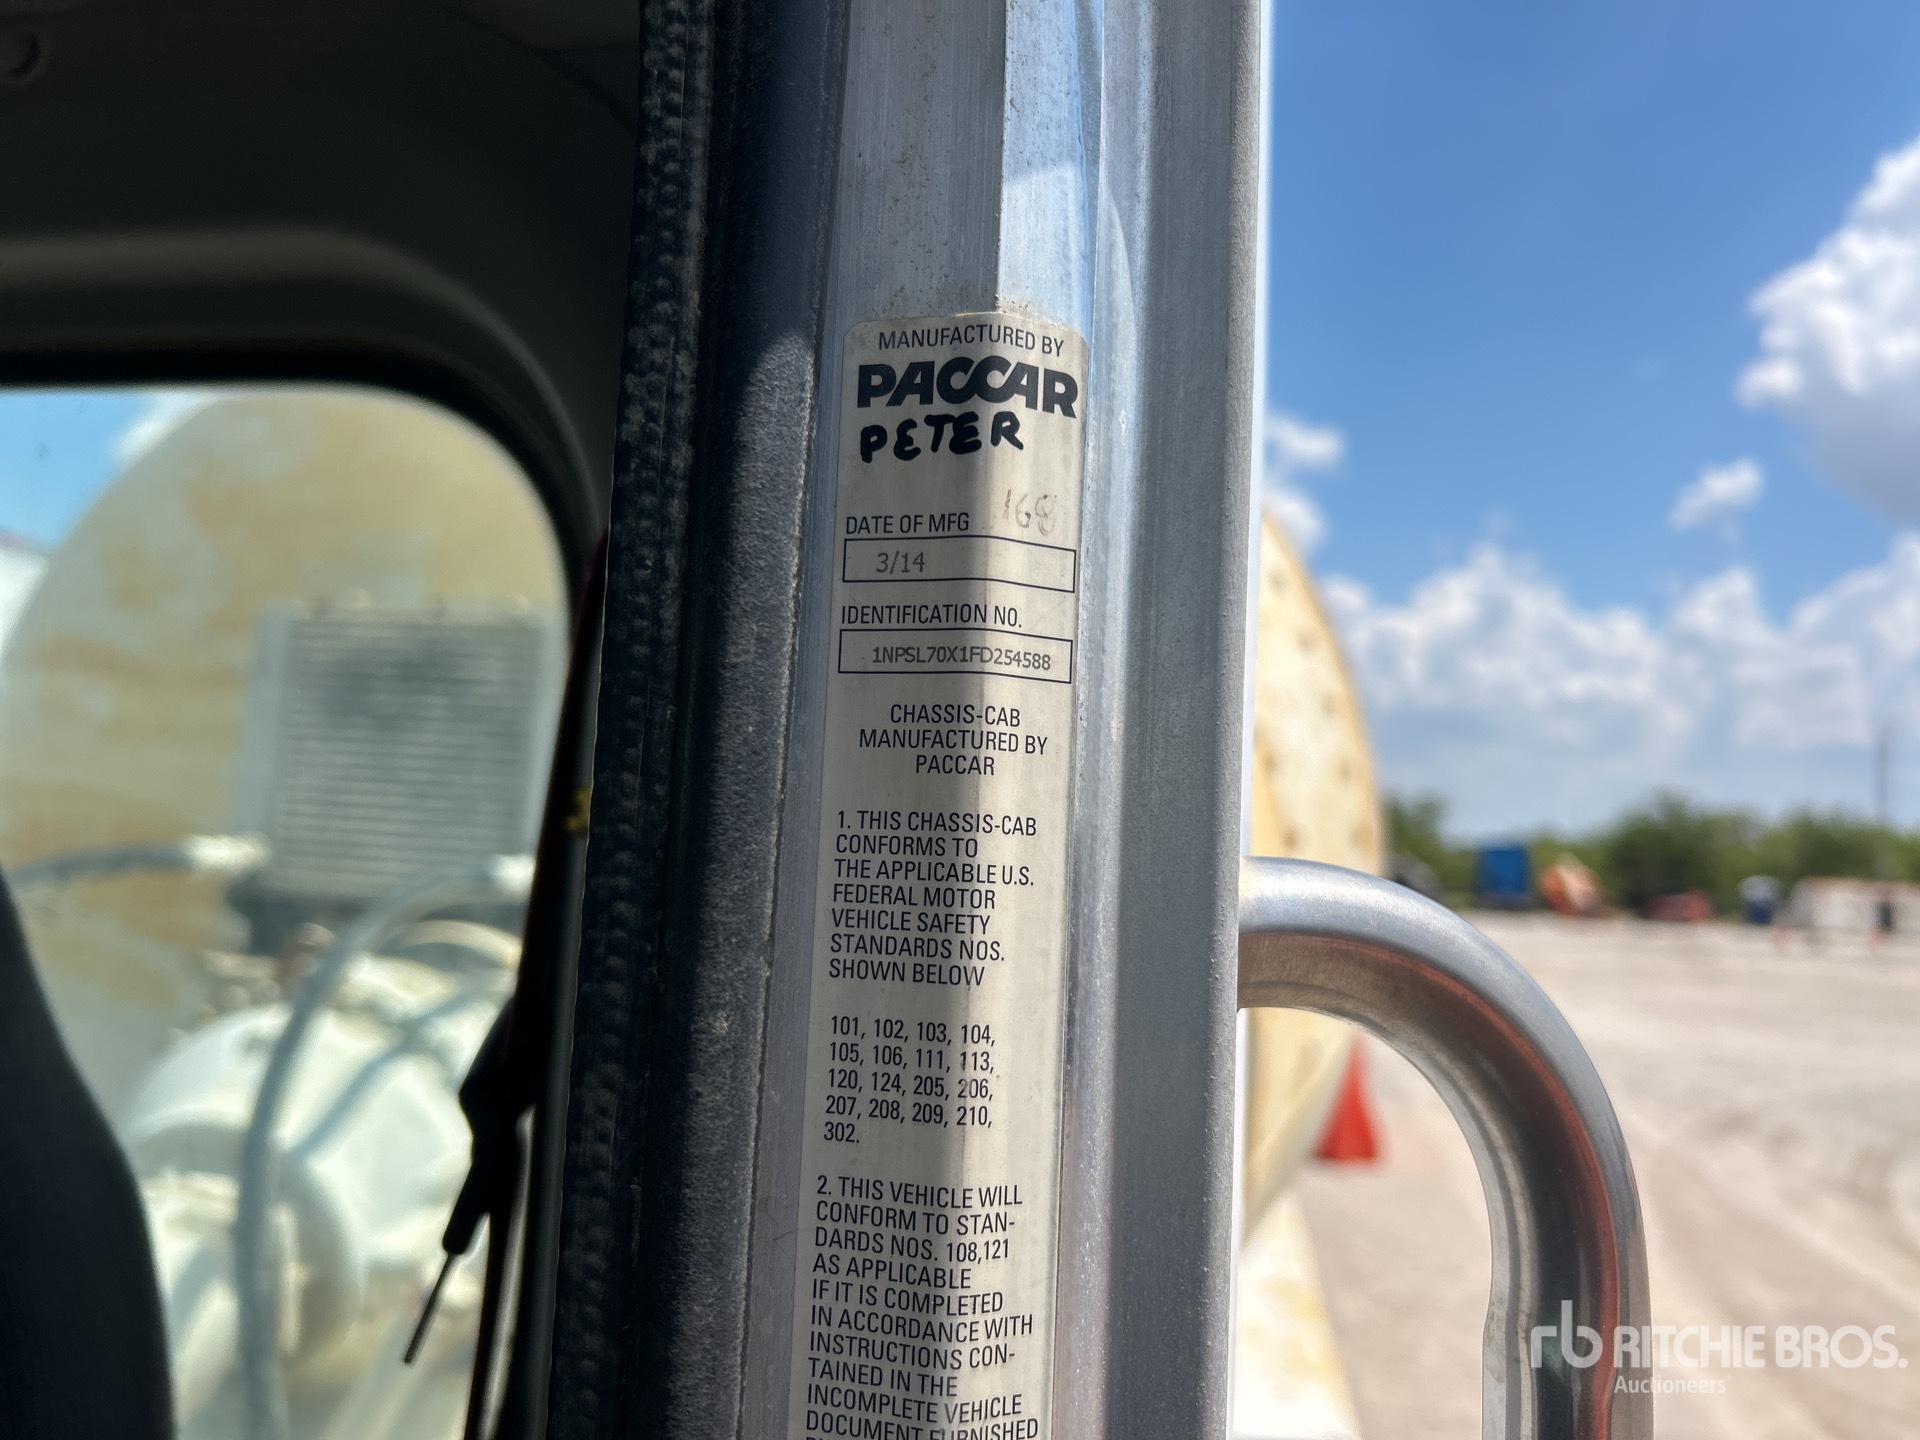 MANUFACTURED BY
PACCAR
PETER
168
DATE OF MFG
3/14
IDENTIFICATION NO.
1NPSL70X1FD254588
CHASSIS-CAB
MANUFACTURED BY
PACCAR
1. THIS CHASSIS-CAB
CONFORMS TO
THE APPLICABLE U.S.
FEDERAL MOTOR
VEHICLE SAFETY
STANDARDS NOS.
SHOWN BELOW
101, 102, 103, 104,
105, 106, 111, 113,
120, 124, 205, 206,
207, 208, 209, 210,
302.
2. THIS VEHICLE WILL
CONFORM TO STAN-
DARDS NOS. 108,121
AS APPLICABLE
IF IT IS COMPLETED
IN ACCORDANCE WITH
INSTRUCTIONS CON-
TAINED IN THE
INCOMPLETE VEHICLE
DOCUMENT FURNISHED
rb RITCHIE BROS.
Auctioneers